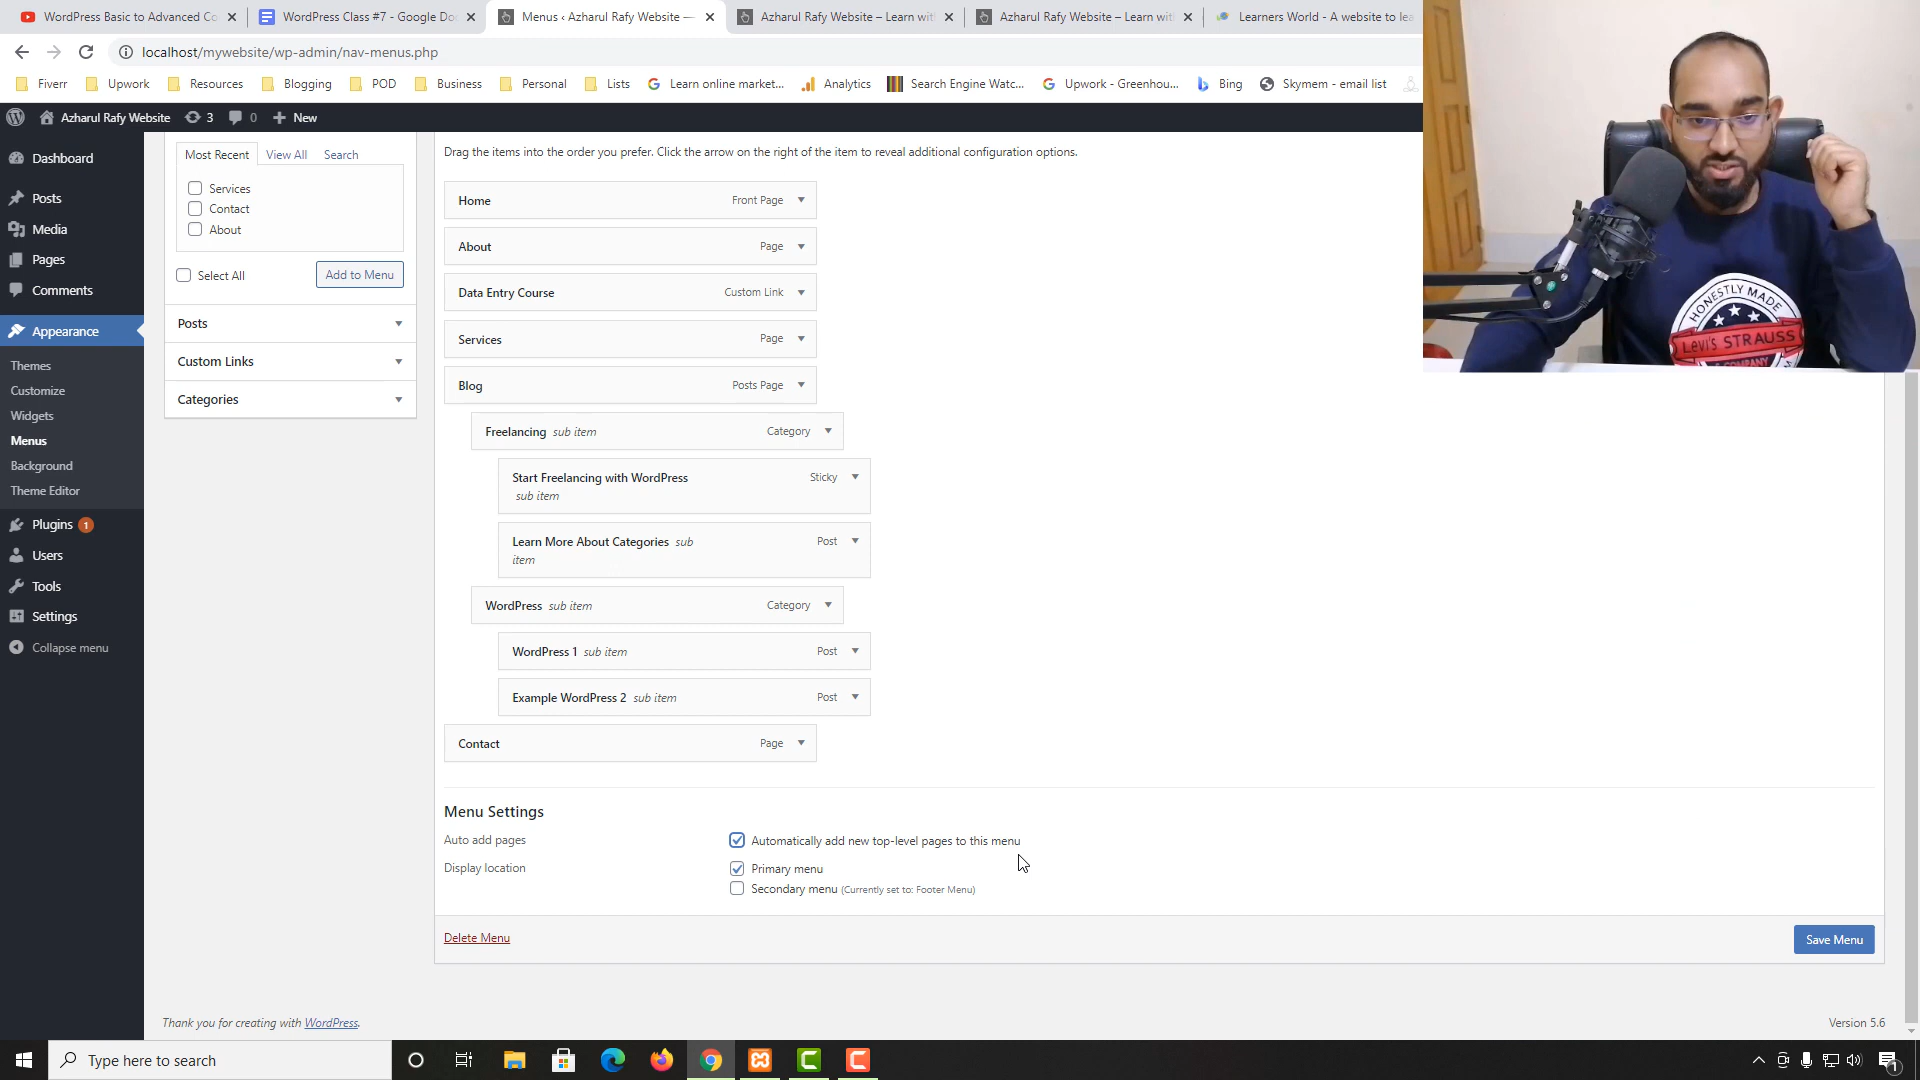 WordPress Basic to Advanced Co
WordPress Class #7 - Google Doc
Menus ‹ Azharul Rafy Website —
Azharul Rafy Website – Learn wit
Azharul Rafy Website – Learn wit
Learners World - A website to lea
localhost/mywebsite/wp-admin/nav-menus.php
Fiverr
Upwork
Resources
Blogging
POD
Business
Personal
Lists
Learn online market...
Analytics
Search Engine Watc...
Upwork - Greenhou...
Bing
Skymem - email list
Azharul Rafy Website
3
0
New
Dashboard
Posts
Media
Pages
Comments
Appearance
Themes
Customize
Widgets
Menus
Background
Theme Editor
Plugins 1
Users
Tools
Settings
Collapse menu
Most Recent
View All
Search
Services
Contact
About
Select All
Add to Menu
Posts
Custom Links
Categories
Drag the items into the order you prefer. Click the arrow on the right of the item to reveal additional configuration options.
Home Front Page
About Page
Data Entry Course Custom Link
Services Page
Blog Posts Page
Freelancing sub item Category
Start Freelancing with WordPress Sticky
sub item
Learn More About Categories sub Post
item
WordPress sub item Category
WordPress 1 sub item Post
Example WordPress 2 sub item Post
Contact Page
Menu Settings
Auto add pages
Automatically add new top-level pages to this menu
Display location
Primary menu
Secondary menu (Currently set to: Footer Menu)
Delete Menu
Save Menu
Thank you for creating with WordPress.
Version 5.6
HONESTLY MADE
Levi's STRAUSS
& COMPANY
Type here to search
1